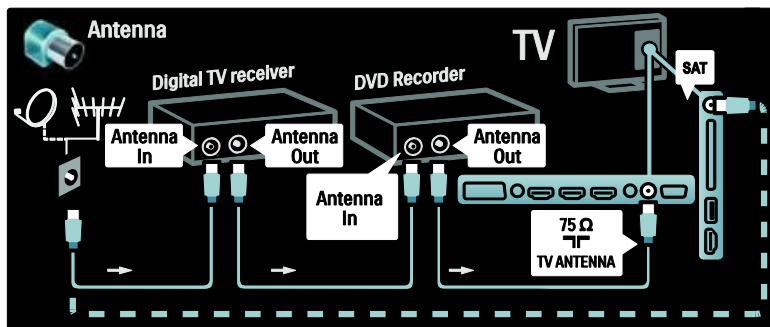 Antenna
TV
SAT
Digital TV receiver
DVD Recorder
Antenna
In
Antenna
Out
Antenna
In
Antenna
Out
75 Ω
TV ANTENNA